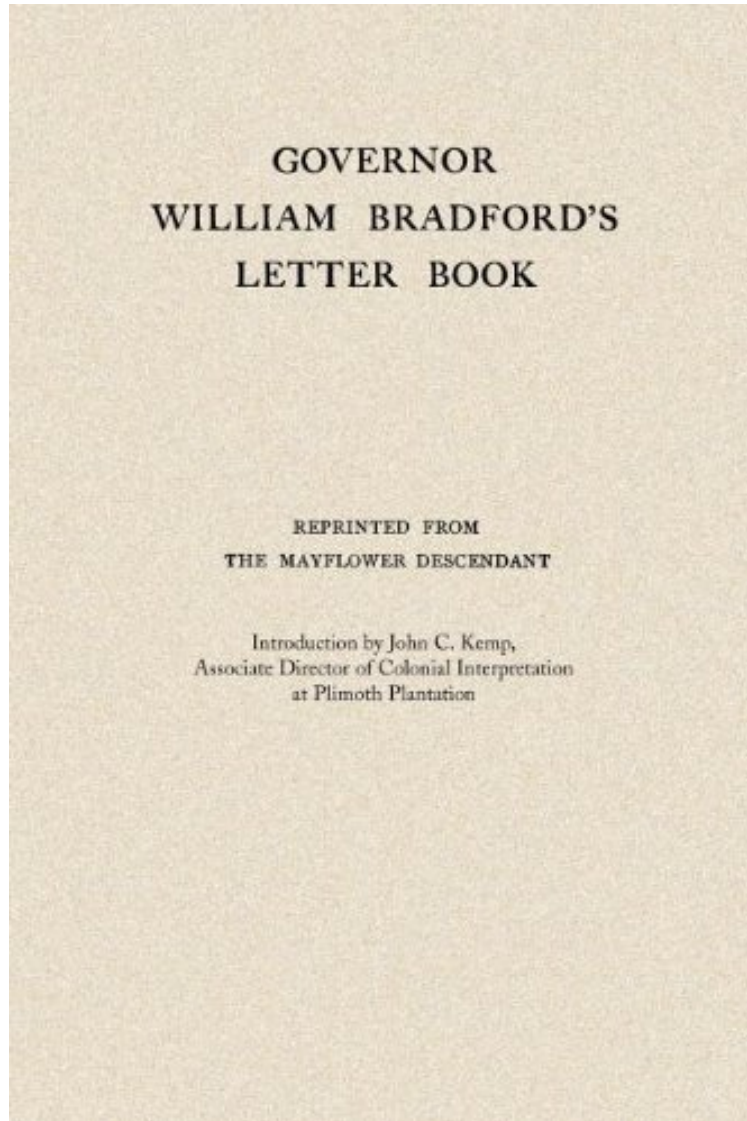 GOVERNOR
WILLIAM BRADFORD'S
LETTER BOOK
REPRINTED FROM
THE MAYFLOWER DESCENDANT
Introduction by John C. Kemp,
Associate Director of Colonial Interpretation
at Plimoth Plantation